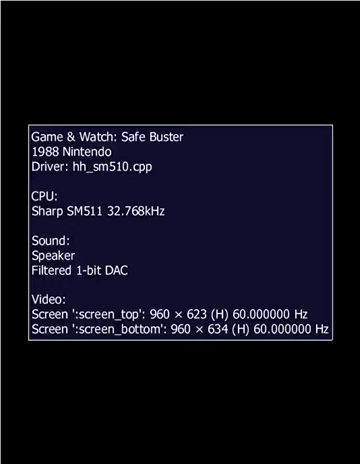 Game & Watch: Safe Buster
1988 Nintendo
Driver: hh_sm510.cpp
CPU:
Sharp SM511 32.768kHz
Sound:
Speaker
Filtered 1-bit DAC
Video:
Screen ':screen_top': 960 × 623 (H) 60.000000 Hz
Screen ':screen_bottom': 960 × 634 (H) 60.000000 Hz